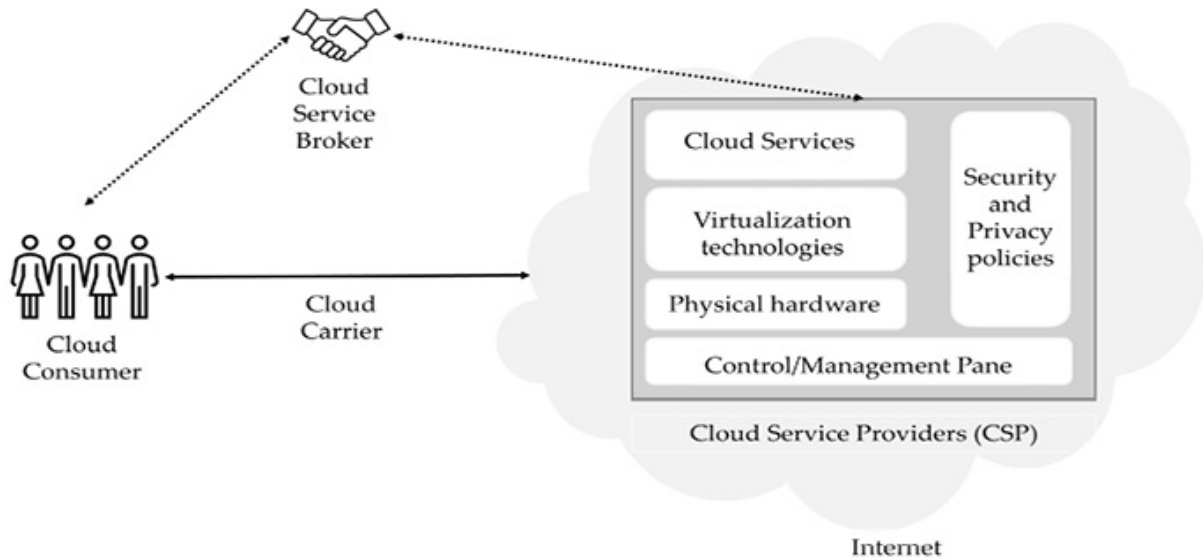 Cloud
Service
Broker
Cloud Services
Security
and
Privacy
policies
Virtualization
technologies
Physical hardware
Control/Management Pane
Cloud Service Providers (CSP)
Cloud
Carrier
Cloud
Consumer
Internet